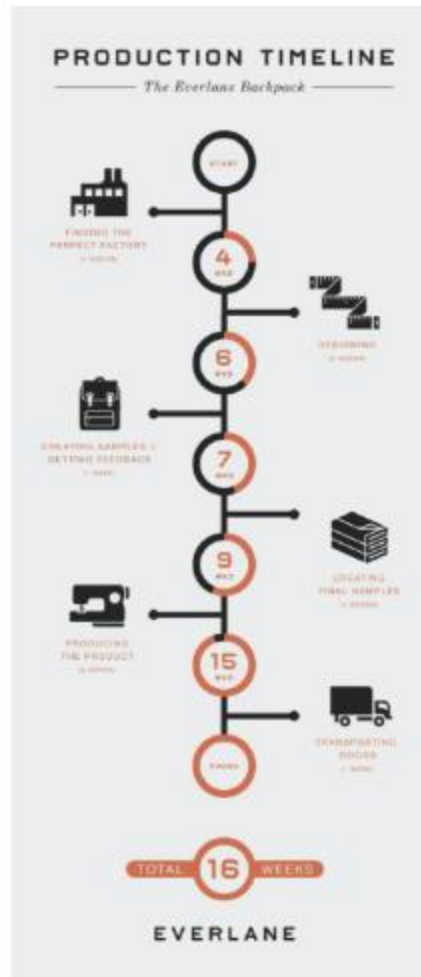 PRODUCTION TIMELINE
The Everlane Backpack
START
FINDING THE
PERFECT FACTORY
4
WKS
DESIGNING
6
WKS
CREATING SAMPLES +
GETTING FEEDBACK
7
WKS
CREATING
FINAL SAMPLES
9
WKS
PRODUCING
THE PRODUCT
15
WKS
TRANSPORTING
GOODS
FINISH
TOTAL 16 WEEKS
EVERLANE